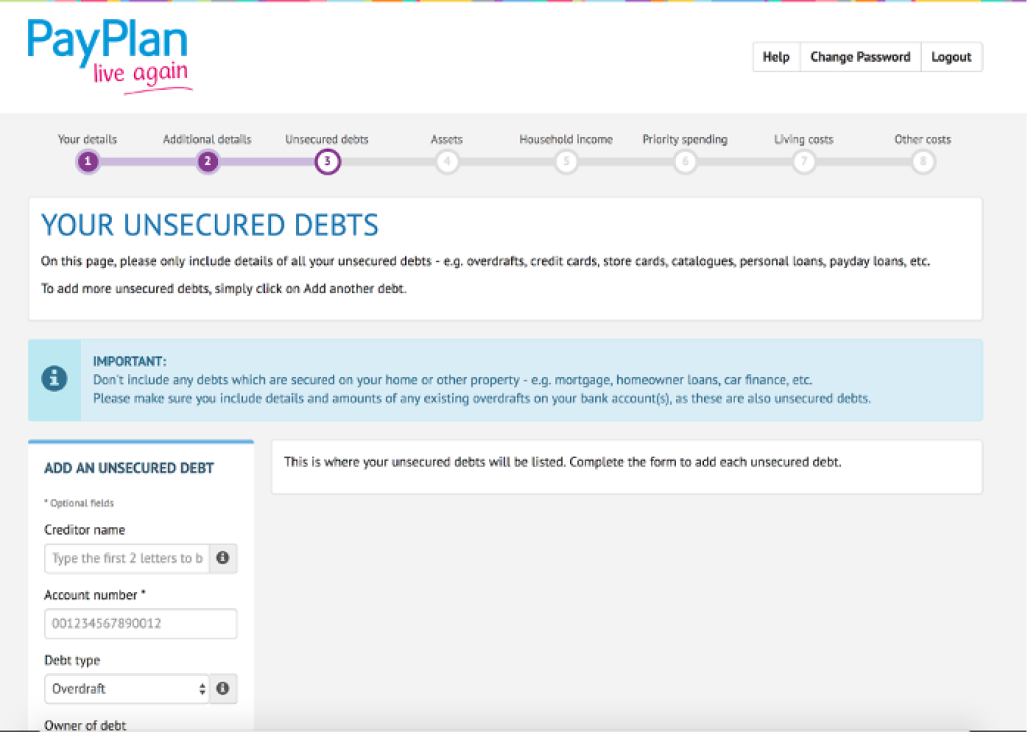 PayPlan
live again
Help Change Password Logout
Your details Additional details Unsecured debts Assets Household income Priority spending Living costs Other costs
1 2 3 4 5 6 7 8
YOUR UNSECURED DEBTS
On this page, please only include details of all your unsecured debts - e.g. overdrafts, credit cards, store cards, catalogues, personal loans, payday loans, etc.
To add more unsecured debts, simply click on Add another debt.
IMPORTANT:
Don't include any debts which are secured on your home or other property - e.g. mortgage, homeowner loans, car finance, etc.
Please make sure you include details and amounts of any existing overdrafts on your bank account(s), as these are also unsecured debts.
ADD AN UNSECURED DEBT
This is where your unsecured debts will be listed. Complete the form to add each unsecured debt.
* Optional fields
Creditor name
Type the first 2 letters to b
Account number *
001234567890012
Debt type
Overdraft
Owner of debt